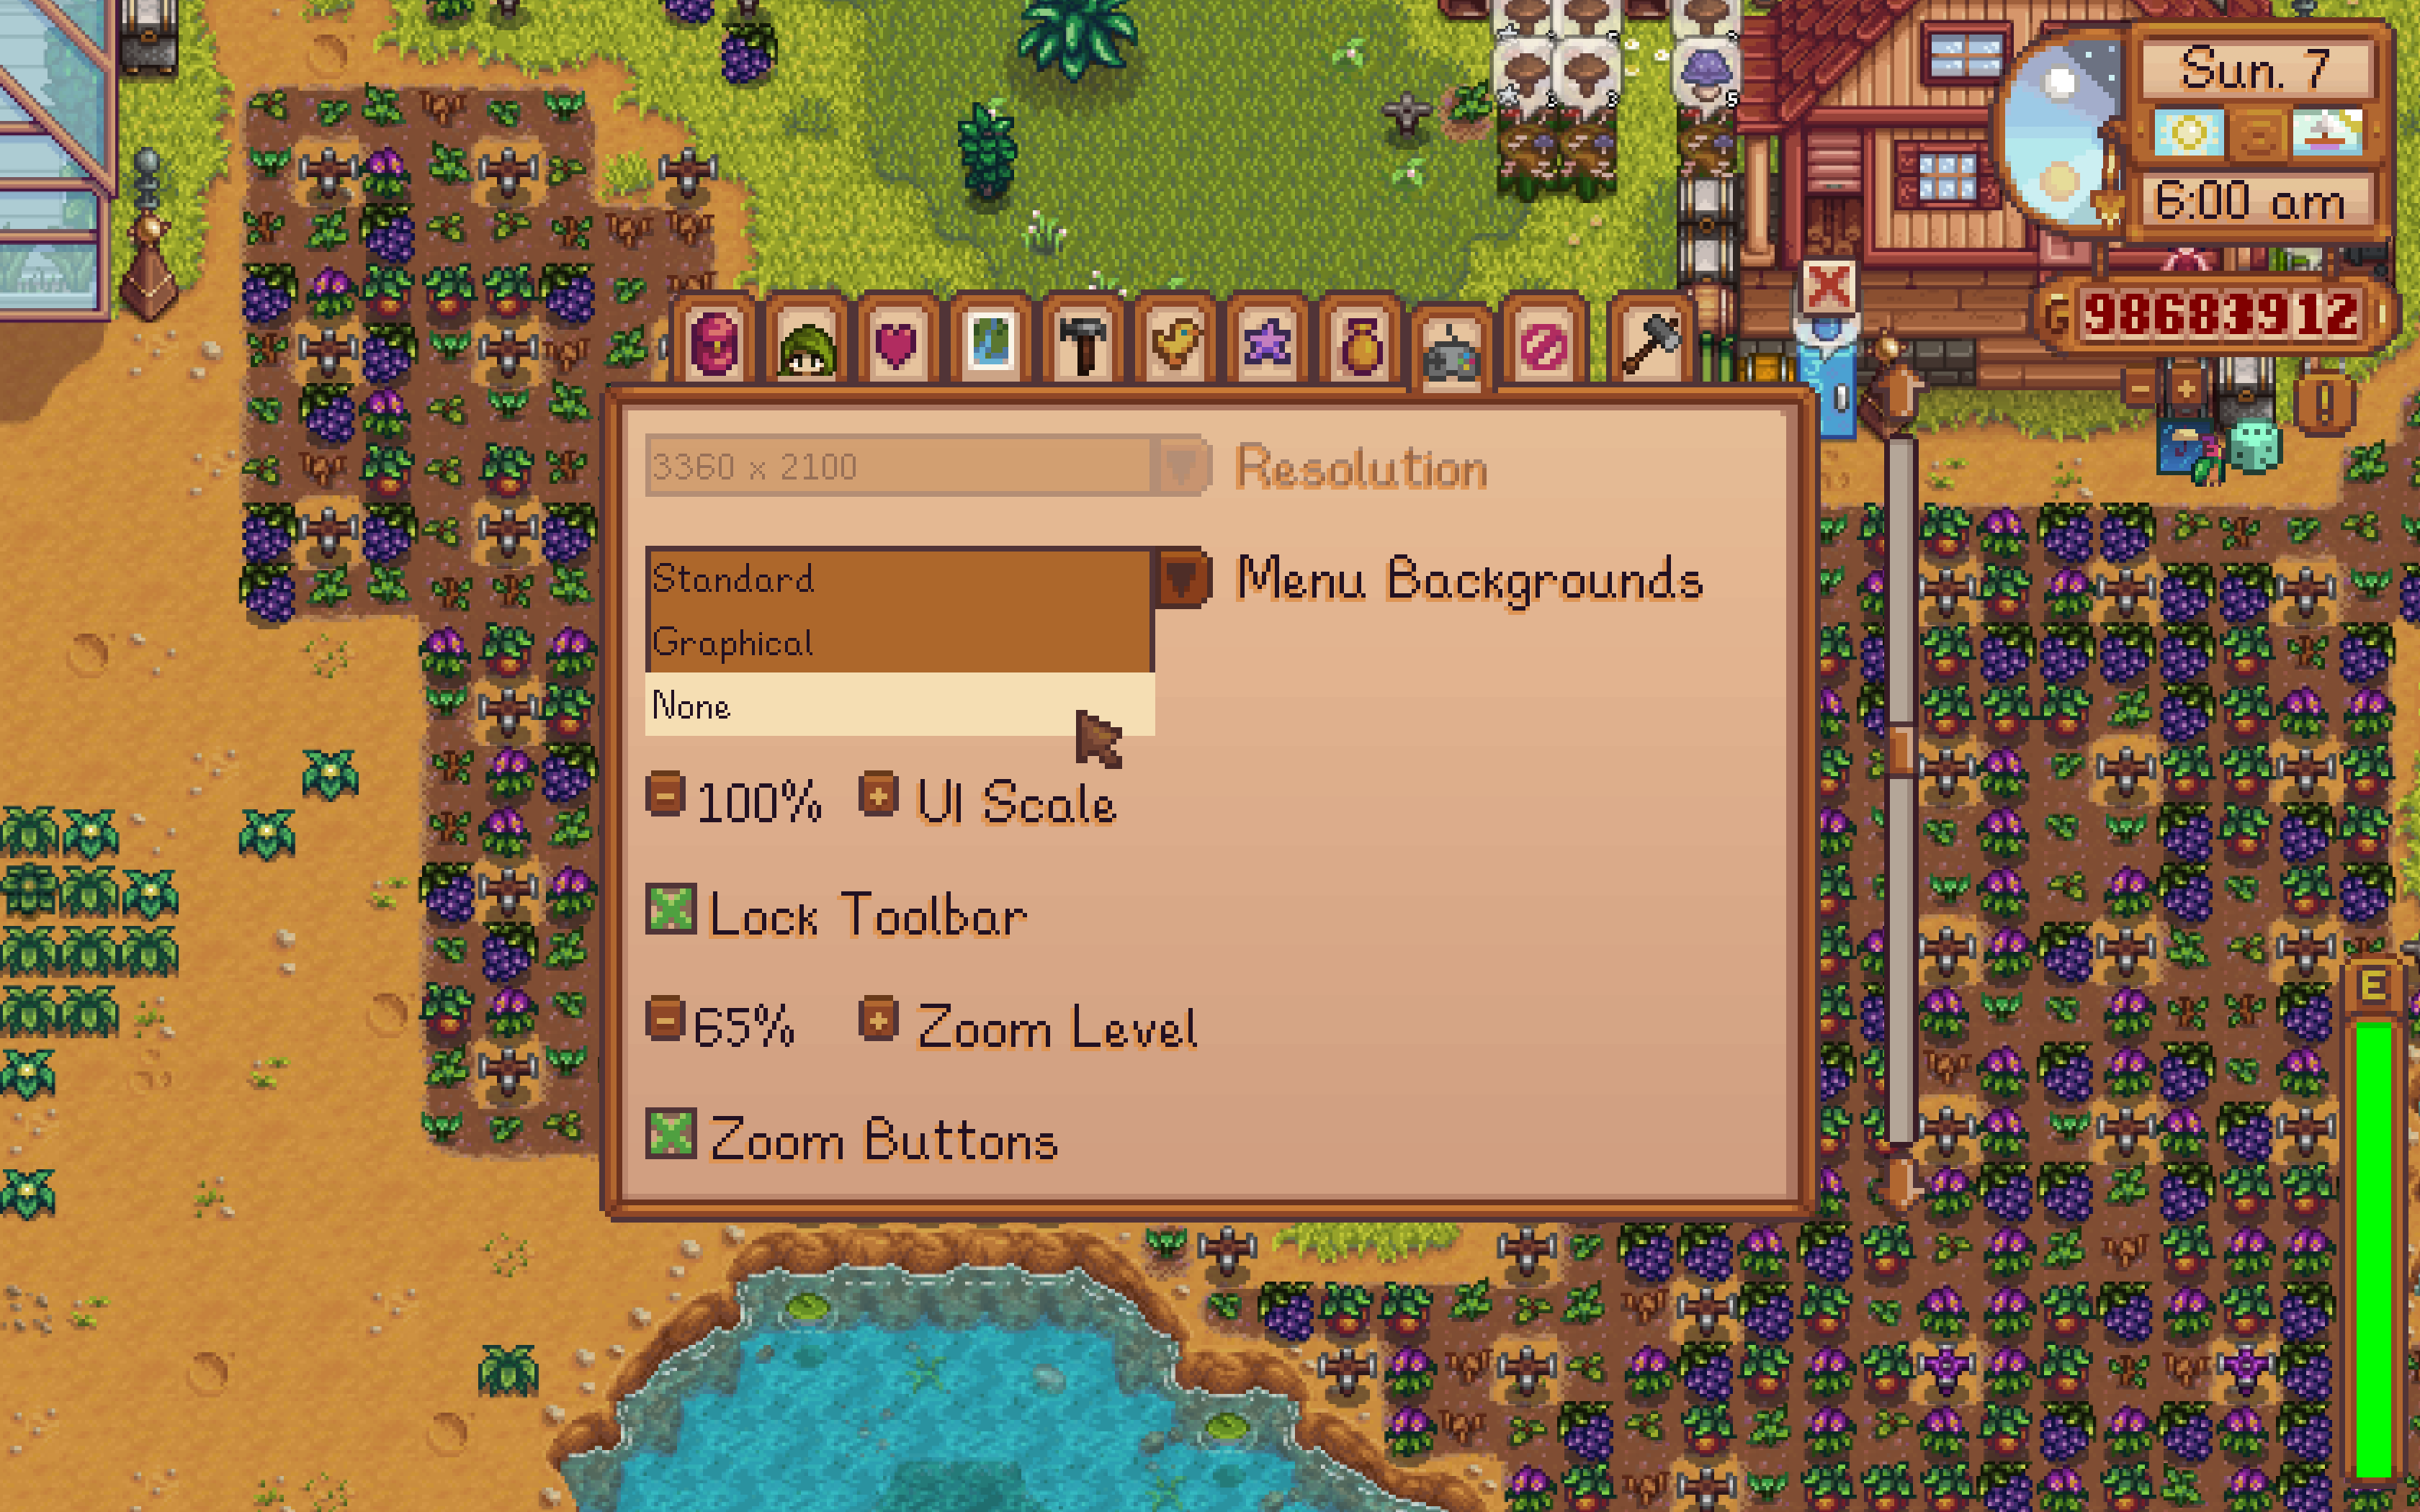 Sun. 7
6:00 am
G 98683912
3360 x 2100
Resolution
Standard
Menu Backgrounds
Graphical
None
100%
UI Scale
Lock Toolbar
65%
Zoom Level
Zoom Buttons
E